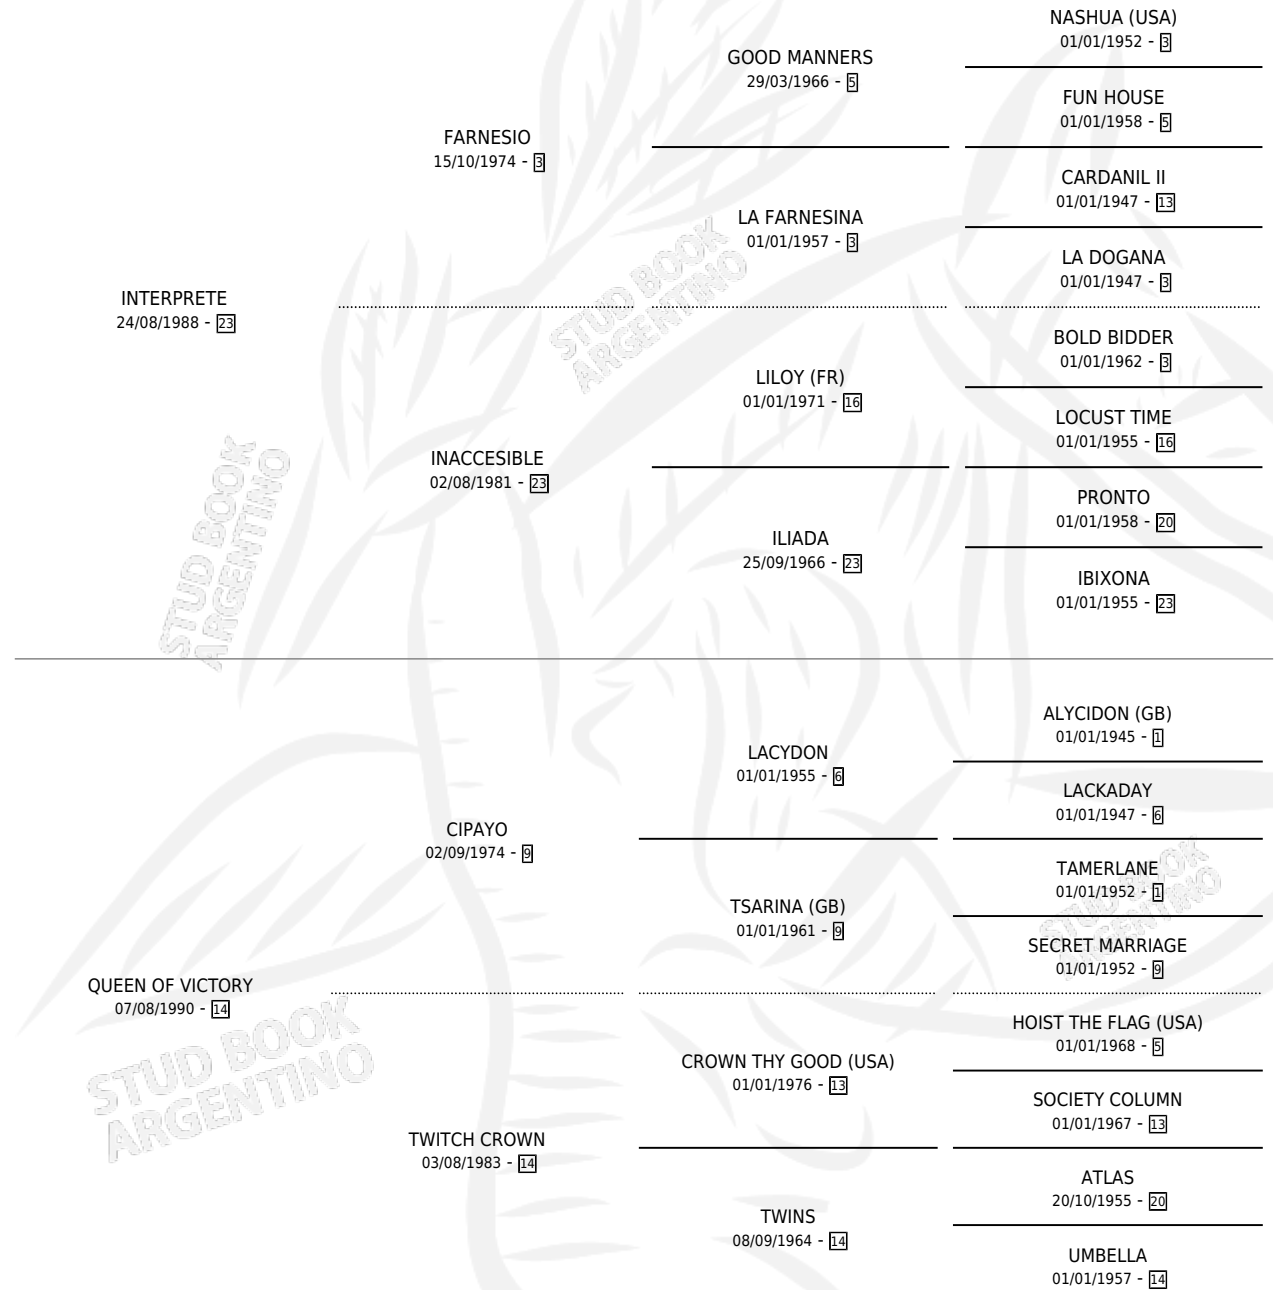 NASHUA (USA)
01/01/1952 - 3
GOOD MANNERS
29/03/1966 - 5
FUN HOUSE
01/01/1958 - 5
FARNESIO
15/10/1974 - 3
CARDANIL II
01/01/1947 - 13
LA FARNESINA
01/01/1957 - 3
LA DOGANA
01/01/1947 - 3
INTERPRETE
24/08/1988 - 23
BOLD BIDDER
01/01/1962 - 3
LILOY (FR)
01/01/1971 - 16
LOCUST TIME
01/01/1955 - 16
INACCESIBLE
02/08/1981 - 23
PRONTO
01/01/1958 - 20
ILIADA
25/09/1966 - 23
IBIXONA
01/01/1955 - 23
STUD BOOK
ARGENTINO
STUD BOOK
ARGENTINO
ALYCIDON (GB)
01/01/1945 - 1
LACYDON
01/01/1955 - 6
LACKADAY
01/01/1947 - 6
CIPAYO
02/09/1974 - 9
TAMERLANE
01/01/1952 - 1
TSARINA (GB)
01/01/1961 - 9
SECRET MARRIAGE
01/01/1952 - 9
QUEEN OF VICTORY
07/08/1990 - 14
HOIST THE FLAG (USA)
01/01/1968 - 5
CROWN THY GOOD (USA)
01/01/1976 - 13
SOCIETY COLUMN
01/01/1967 - 13
TWITCH CROWN
03/08/1983 - 14
ATLAS
20/10/1955 - 20
TWINS
08/09/1964 - 14
UMBELLA
01/01/1957 - 14
STUD BOOK
ARGENTINO
STUD BOOK
ARGENTINO